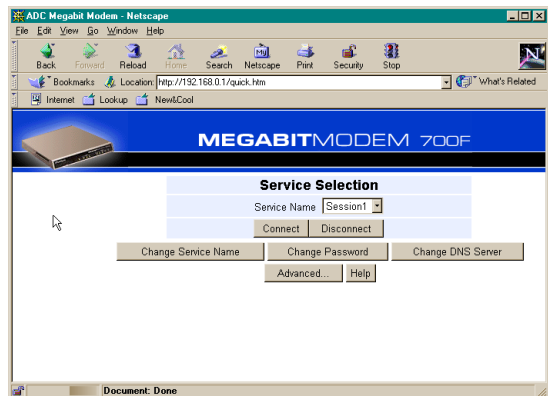 ADC Megabit Modem - Netscape
File Edit View Go Window Help
Back Forward Reload Home Search Netscape Print Security Stop
Bookmarks Location: http://192.168.0.1/quick.htm What's Related
Internet Lookup New&Cool
MEGABITMODEM 700F
Service Selection
Service Name Session1
Connect Disconnect
Change Service Name Change Password Change DNS Server
Advanced... Help
Document: Done